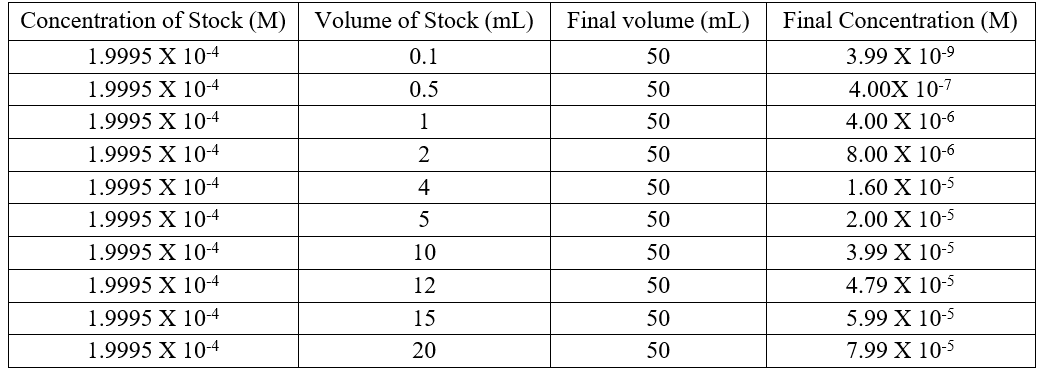 Concentration of Stock (M) Volume of Stock (mL) Final volume (mL) Final Concentration (M)
1.9995 X 10⁻⁴ 0.1 50 3.99 X 10⁻⁹
1.9995 X 10⁻⁴ 0.5 50 4.00X 10⁻⁷
1.9995 X 10⁻⁴ 1 50 4.00 X 10⁻⁶
1.9995 X 10⁻⁴ 2 50 8.00 X 10⁻⁶
1.9995 X 10⁻⁴ 4 50 1.60 X 10⁻⁵
1.9995 X 10⁻⁴ 5 50 2.00 X 10⁻⁵
1.9995 X 10⁻⁴ 10 50 3.99 X 10⁻⁵
1.9995 X 10⁻⁴ 12 50 4.79 X 10⁻⁵
1.9995 X 10⁻⁴ 15 50 5.99 X 10⁻⁵
1.9995 X 10⁻⁴ 20 50 7.99 X 10⁻⁵